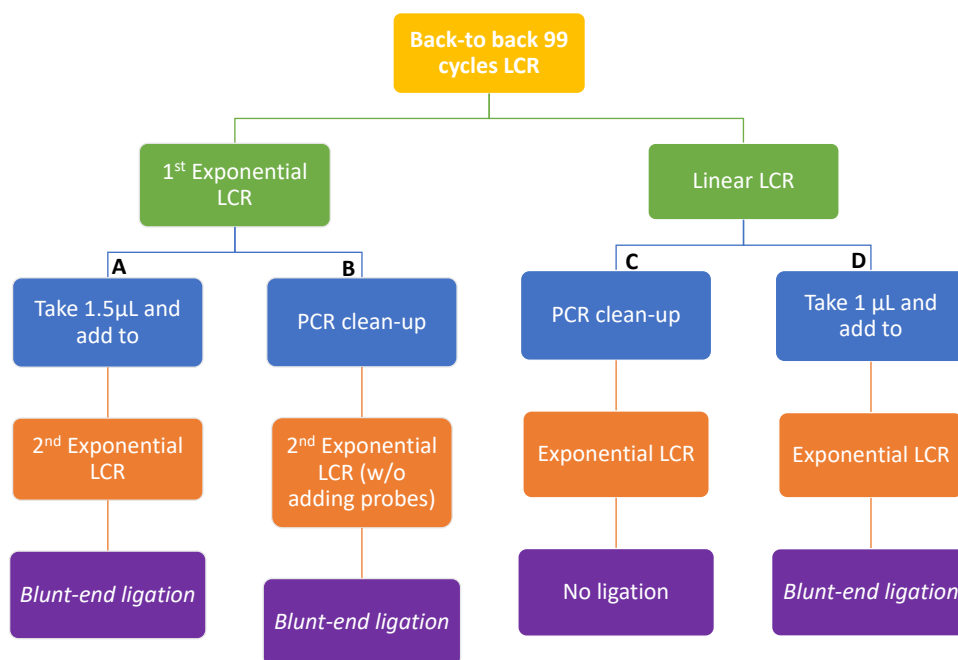 Back-to back 99
cycles LCR
1st Exponential
LCR
Linear LCR
A
B
C
D
Take 1.5µL and
add to
PCR clean-up
PCR clean-up
Take 1 µL and
add to
2nd Exponential
LCR
2nd Exponential
LCR (w/o
adding probes)
Exponential LCR
Exponential LCR
Blunt-end ligation
Blunt-end ligation
No ligation
Blunt-end ligation